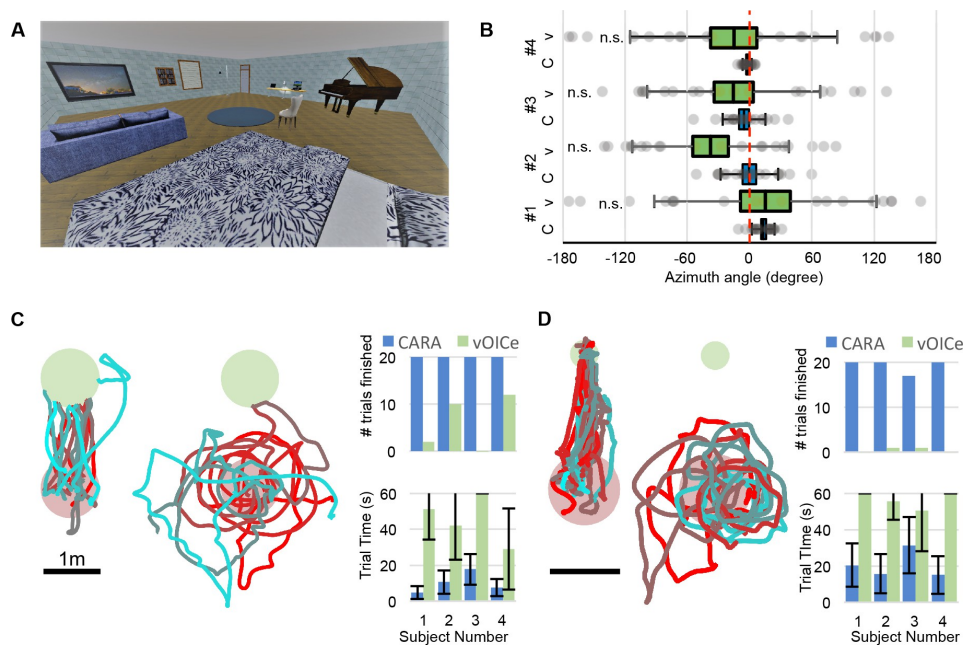 A
B
#4
v
n.s.
C
#3
v
n.s.
C
#2
v
n.s.
C
#1
v
n.s.
C
-180 -120 -60 0 60 120 180
Azimuth angle (degree)
C
1m
CARA vOICe
# trials finished
20
10
0
Trial Time (s)
60
40
20
0
1 2 3 4
Subject Number
D
CARA vOICe
# trials finished
20
10
0
Trial TIme (s)
60
40
20
0
1 2 3 4
Subject Number